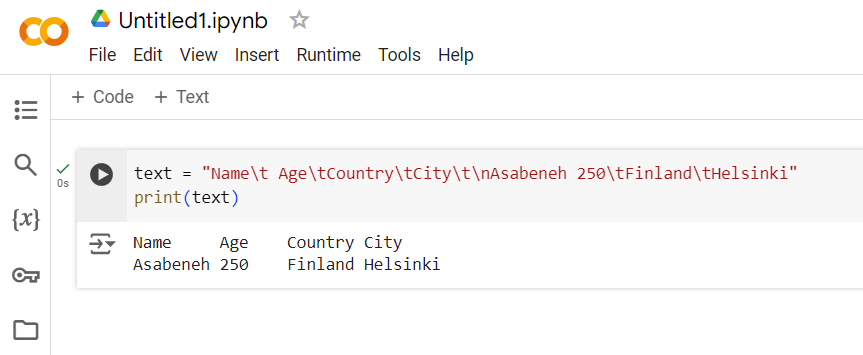 Untitled1.ipynb
File Edit View Insert Runtime Tools Help
+ Code + Text
0s
text = "Name\t Age\tCountry\tCity\t\nAsabeneh 250\tFinland\tHelsinki"
print(text)
{x}
Name     Age    Country City
Asabeneh 250    Finland Helsinki